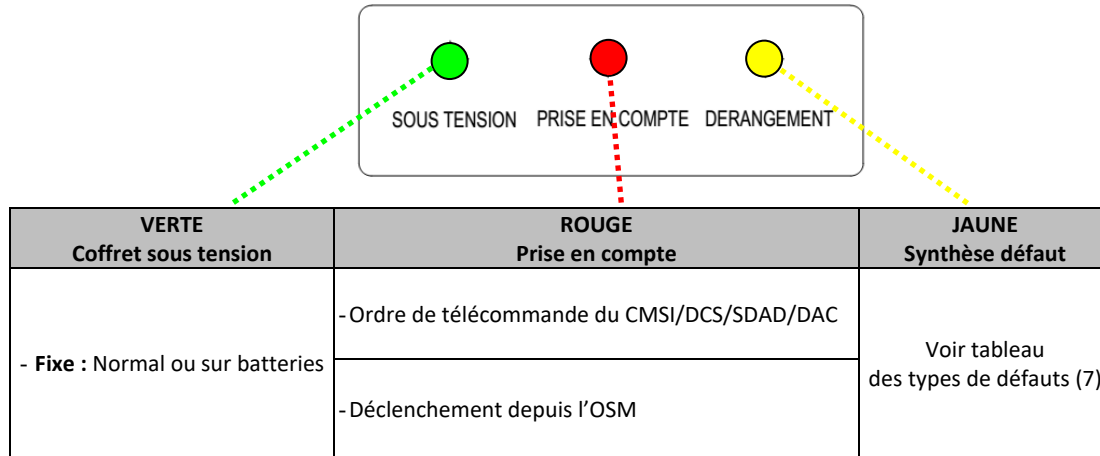 SOUS TENSION PRISE EN COMPTE DERANGEMENT
VERTE
Coffret sous tension
ROUGE
Prise en compte
JAUNE
Synthèse défaut
- Fixe : Normal ou sur batteries
- Ordre de télécommande du CMSI/DCS/SDAD/DAC
- Déclenchement depuis l’OSM
Voir tableau
des types de défauts (7)